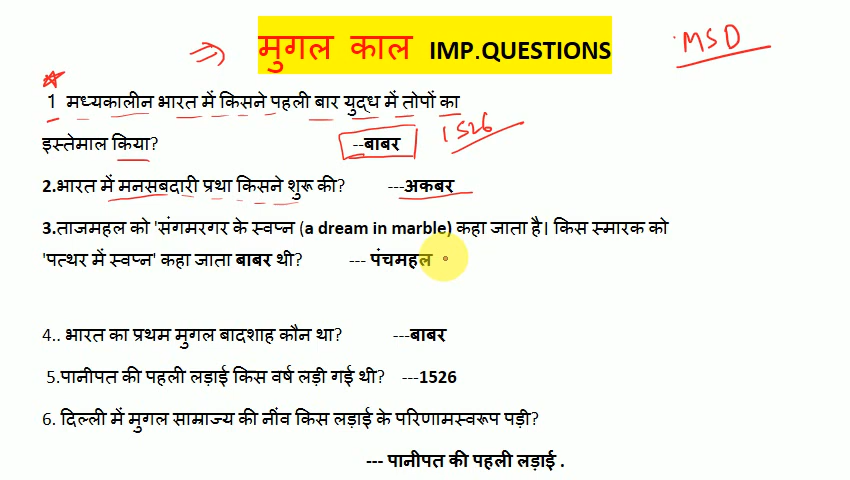 मुगल काल IMP.QUESTIONS
MSD
1 मध्यकालीन भारत में किसने पहली बार युद्ध में तोपों का
इस्तेमाल किया? --बाबर 1526
2.भारत में मनसबदारी प्रथा किसने शुरू की? ---अकबर
3.ताजमहल को 'संगमरगर के स्वप्न (a dream in marble) कहा जाता है। किस स्मारक को
'पत्थर में स्वप्न' कहा जाता बाबर थी? --- पंचमहल
4.. भारत का प्रथम मुगल बादशाह कौन था? ---बाबर
5.पानीपत की पहली लड़ाई किस वर्ष लड़ी गई थी? ---1526
6. दिल्ली में मुगल साम्राज्य की नींव किस लड़ाई के परिणामस्वरूप पड़ी?
--- पानीपत की पहली लड़ाई .